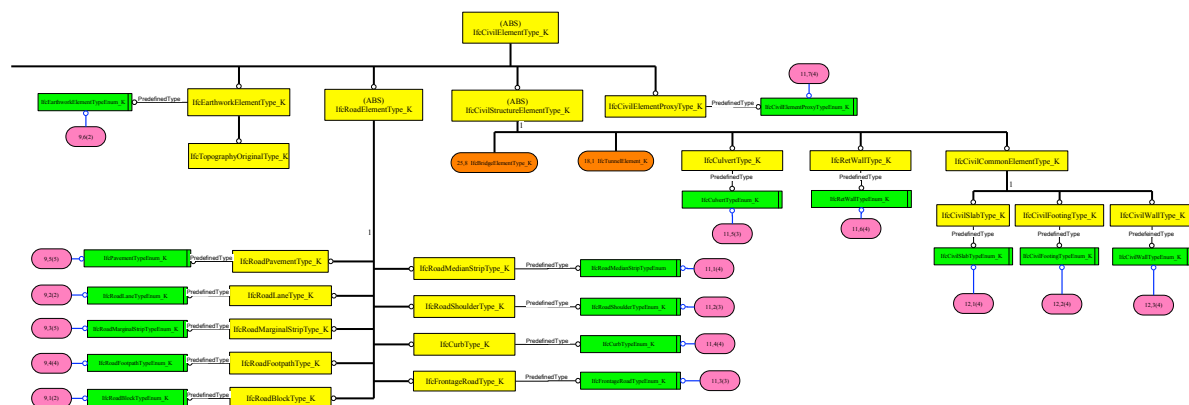 (ABS)
IfcCivilElementType_K
11,7(4)
IfcEarthworkElementTypeEnum_K
PredefinedType
IfcEarthworkElementType_K
(ABS)
IfcRoadElementType_K
(ABS)
IfcCivilStructureElementType_K
IfcCivilElementProxyType_K
PredefinedType
IfcCivilElementProxyTypeEnum_K
9,6(2)
1
IfcTopographyOriginalType_K
25,8 IfcBridgeElementType_K
18,1 IfcTunnelElement_K
IfcCulvertType_K
IfcRetWallType_K
IfcCivilCommonElementType_K
PredefinedType
PredefinedType
1
IfcCulvertTypeEnum_K
IfcRetWallTypeEnum_K
IfcCivilSlabType_K
IfcCivilFootingType_K
IfcCivilWallType_K
11,5(3)
11,6(4)
PredefinedType
PredefinedType
PredefinedType
1
IfcCivilSlabTypeEnum_K
IfcCivilFootingTypeEnum_K
IfcCivilWallTypeEnum_K
9,5(5)
IfcPavementTypeEnum_K
PredefinedType
IfcRoadPavementType_K
IfcRoadMedianStripType_K
PredefinedType
IfcRoadMedianStripTypeEnum
11,1(4)
9,2(2)
IfcRoadLaneTypeEnum_K
PredefinedType
IfcRoadLaneType_K
IfcRoadShoulderType_K
PredefinedType
IfcRoadShoulderTypeEnum_K
11,2(3)
12,1(4)
12,2(4)
12,3(4)
9,3(5)
IfcRoadMarginalStripTypeEnum_K
PredefinedType
IfcRoadMarginalStripType_K
IfcCurbType_K
PredefinedType
IfcCurbTypeEnum_K
11,4(4)
9,4(4)
IfcRoadFootpathTypeEnum_K
PredefinedType
IfcRoadFootpathType_K
IfcFrontageRoadType_K
PredefinedType
IfcFrontageRoadTypeEnum_K
11,3(3)
9,1(2)
IfcRoadBlockTypeEnum_K
PredefinedType
IfcRoadBlockType_K